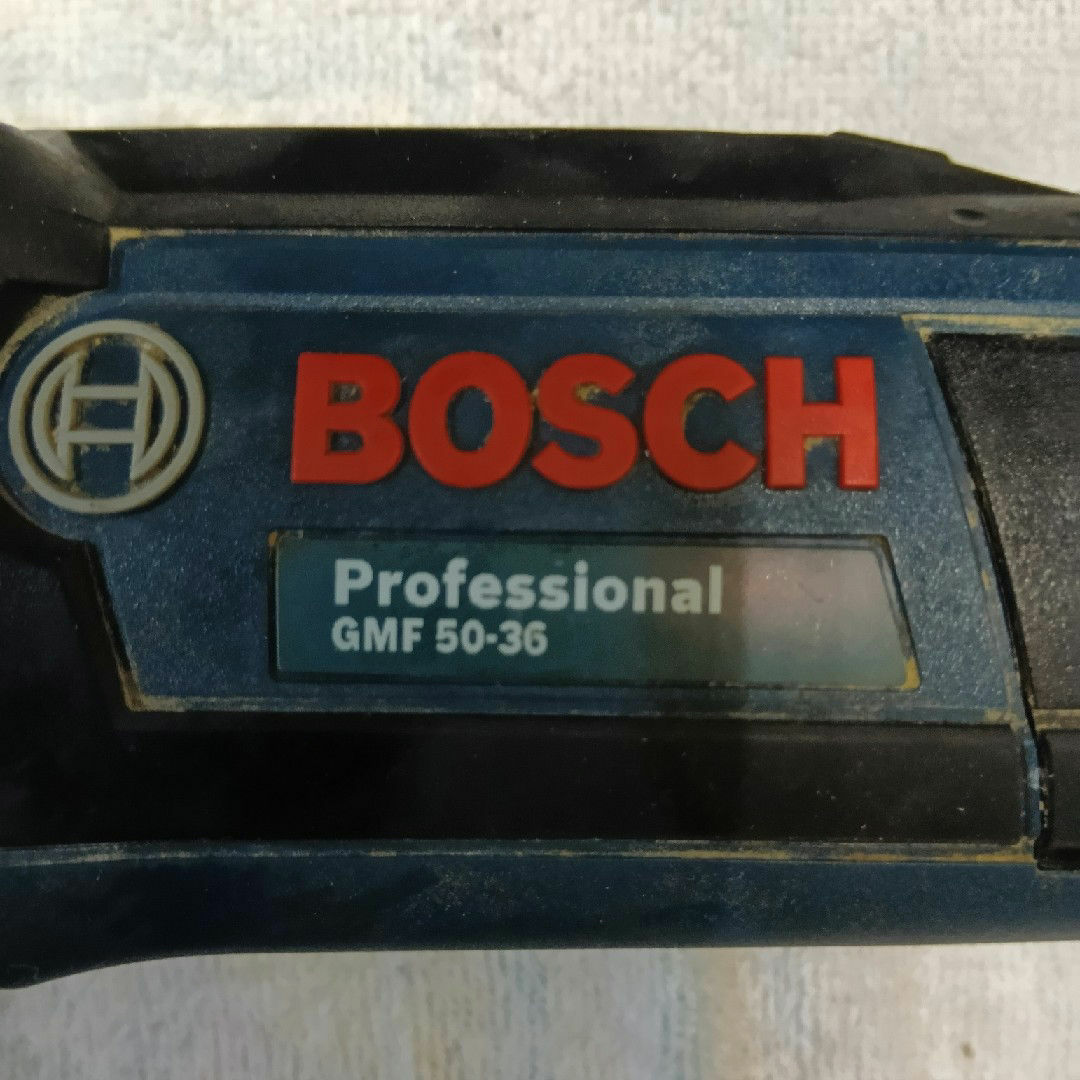 BOSCH
Professional
GMF 50-36